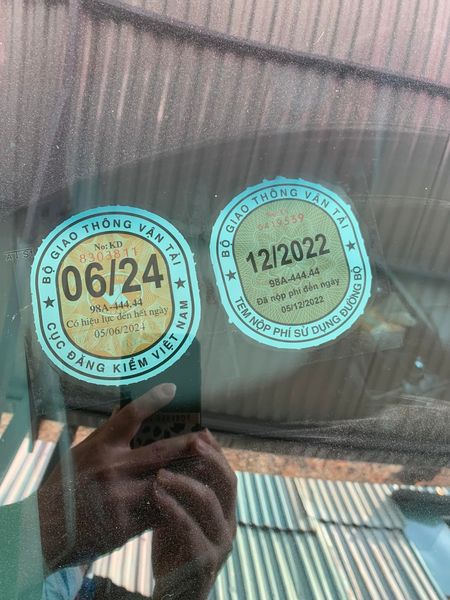 BỘ GIAO THÔNG VẬN TẢI
No: KD
8303811
06/24
98A-444.44
Có hiệu lực đến hết ngày
05/06/2024
CỤC ĐĂNG KIỂM VIỆT NAM
BỘ GIAO THÔNG VẬN TẢI
0419559
12/2022
98A-444.44
Đã nộp phí đến ngày
05/12/2022
TEM NỘP PHÍ SỬ DỤNG ĐƯỜNG BỘ